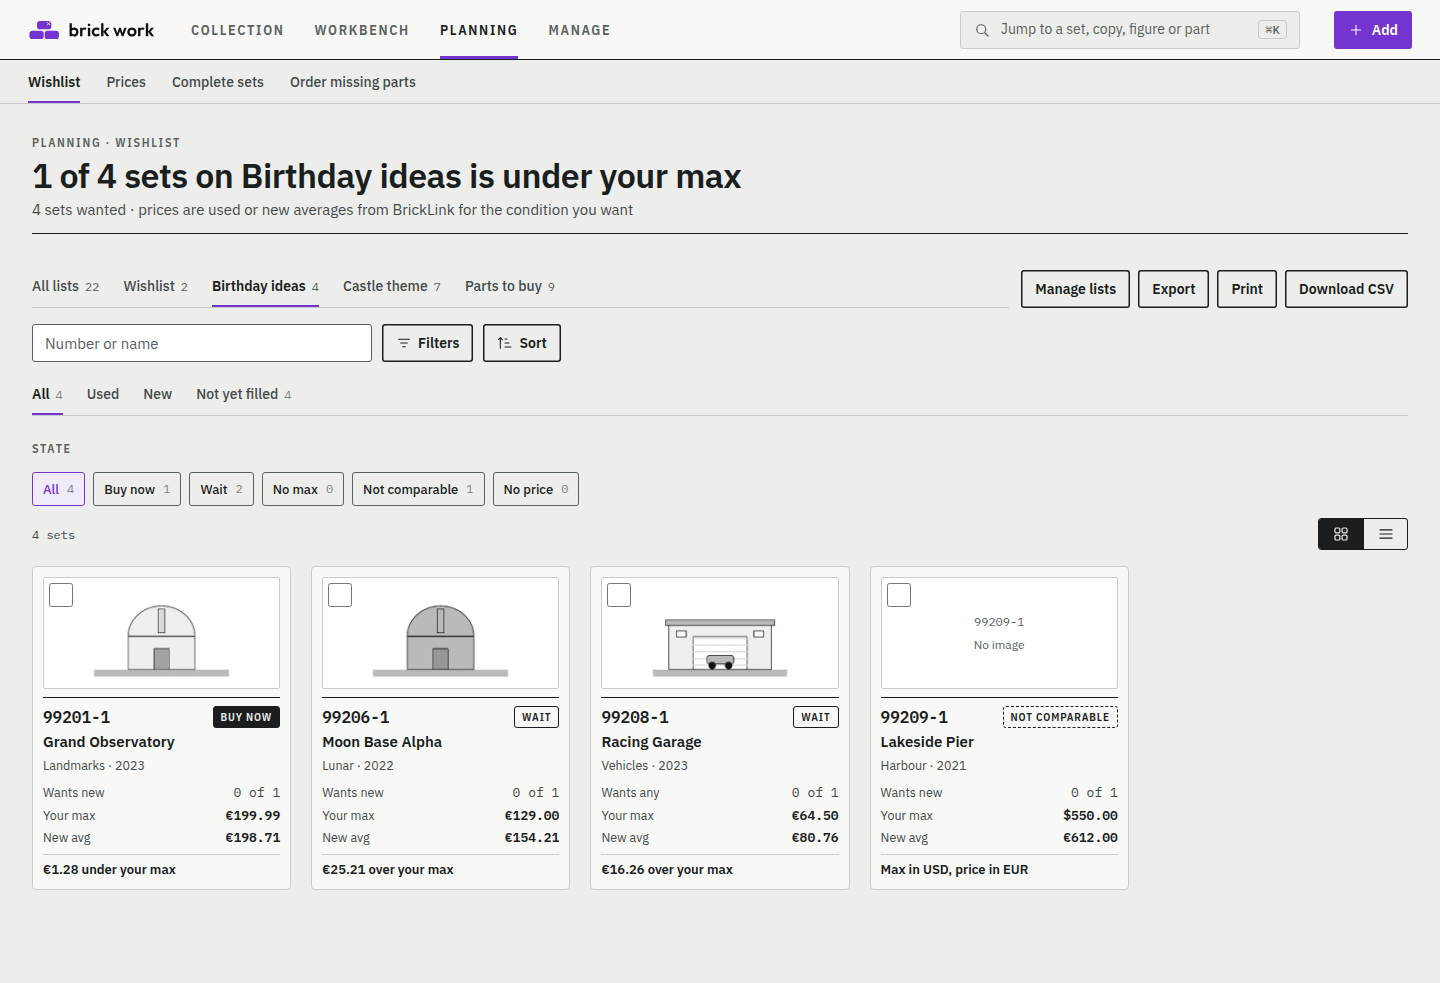 brick work COLLECTION WORKBENCH PLANNING MANAGE Jump to a set, copy, figure or part ⌘K + Add
Wishlist Prices Complete sets Order missing parts
PLANNING · WISHLIST
1 of 4 sets on Birthday ideas is under your max
4 sets wanted · prices are used or new averages from BrickLink for the condition you want
All lists 22 Wishlist 2 Birthday ideas 4 Castle theme 7 Parts to buy 9 Manage lists Export Print Download CSV
Number or name Filters Sort
All 4 Used New Not yet filled 4
STATE
All 4 Buy now 1 Wait 2 No max 0 Not comparable 1 No price 0
4 sets
99201-1 BUY NOW
Grand Observatory
Landmarks · 2023
Wants new 0 of 1
Your max €199.99
New avg €198.71
€1.28 under your max
99206-1 WAIT
Moon Base Alpha
Lunar · 2022
Wants new 0 of 1
Your max €129.00
New avg €154.21
€25.21 over your max
99208-1 WAIT
Racing Garage
Vehicles · 2023
Wants any 0 of 1
Your max €64.50
New avg €80.76
€16.26 over your max
99209-1
No image
99209-1 NOT COMPARABLE
Lakeside Pier
Harbour · 2021
Wants new 0 of 1
Your max $550.00
New avg €612.00
Max in USD, price in EUR